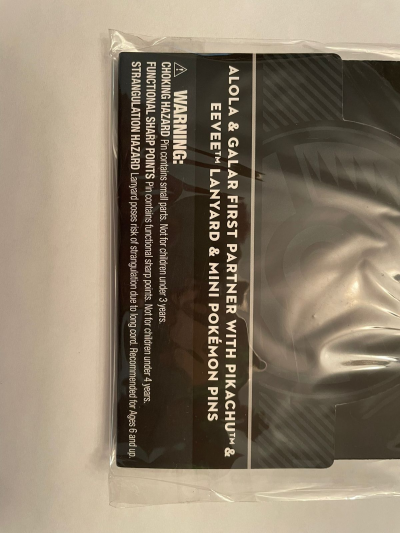 ALOLA & GALAR FIRST PARTNER WITH PIKACHU™ &
EEVEE™ LANYARD & MINI POKÉMON PINS
⚠ WARNING:
CHOKING HAZARD Pin contains small parts. Not for children under 3 years.
FUNCTIONAL SHARP POINTS Pin contains functional sharp points. Not for children under 4 years.
STRANGULATION HAZARD Lanyard poses risk of strangulation due to long cord. Recommended for Ages 6 and up.